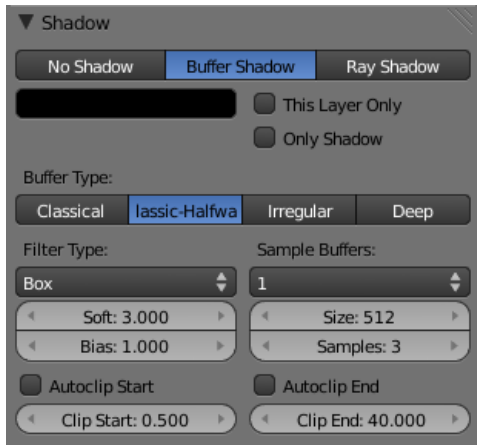 Shadow
No Shadow Buffer Shadow Ray Shadow
This Layer Only
Only Shadow
Buffer Type:
Classical lassic-Halfwa Irregular Deep
Filter Type: Sample Buffers:
Box 1
Soft: 3.000 Size: 512
Bias: 1.000 Samples: 3
Autoclip Start Autoclip End
Clip Start: 0.500 Clip End: 40.000